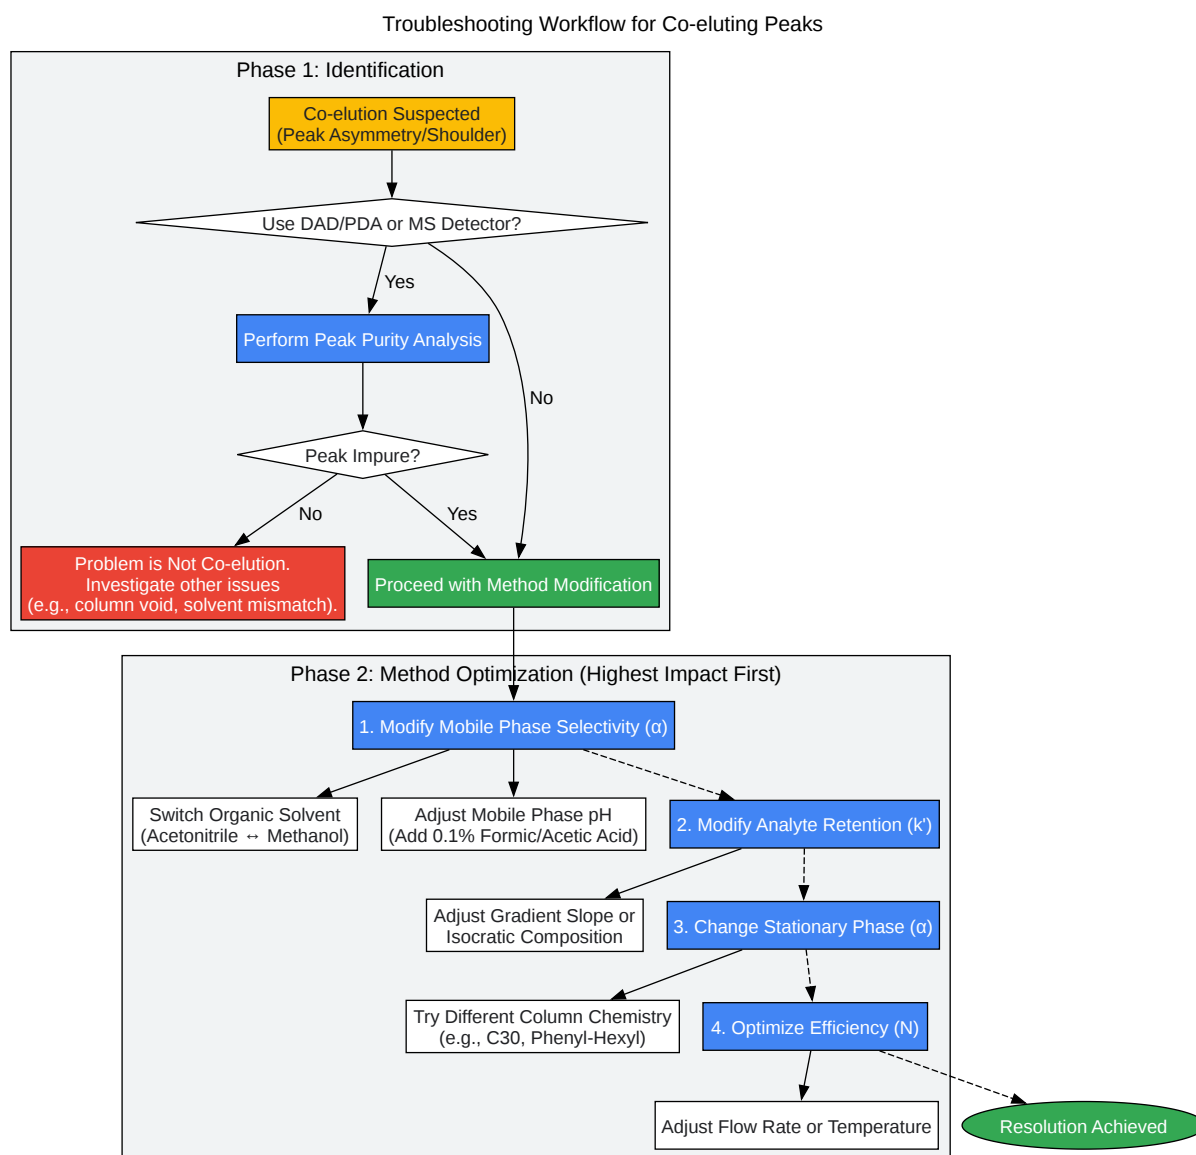 Troubleshooting Workflow for Co-eluting Peaks
Phase 1: Identification
Co-elution Suspected
(Peak Asymmetry/Shoulder)
Use DAD/PDA or MS Detector?
Yes
Perform Peak Purity Analysis
No
Peak Impure?
No
Yes
Problem is Not Co-elution.
Investigate other issues
(e.g., column void, solvent mismatch).
Proceed with Method Modification
Phase 2: Method Optimization (Highest Impact First)
1. Modify Mobile Phase Selectivity (α)
Switch Organic Solvent
(Acetonitrile ↔ Methanol)
Adjust Mobile Phase pH
(Add 0.1% Formic/Acetic Acid)
2. Modify Analyte Retention (k')
Adjust Gradient Slope or
Isocratic Composition
3. Change Stationary Phase (α)
Try Different Column Chemistry
(e.g., C30, Phenyl-Hexyl)
4. Optimize Efficiency (N)
Adjust Flow Rate or Temperature
Resolution Achieved